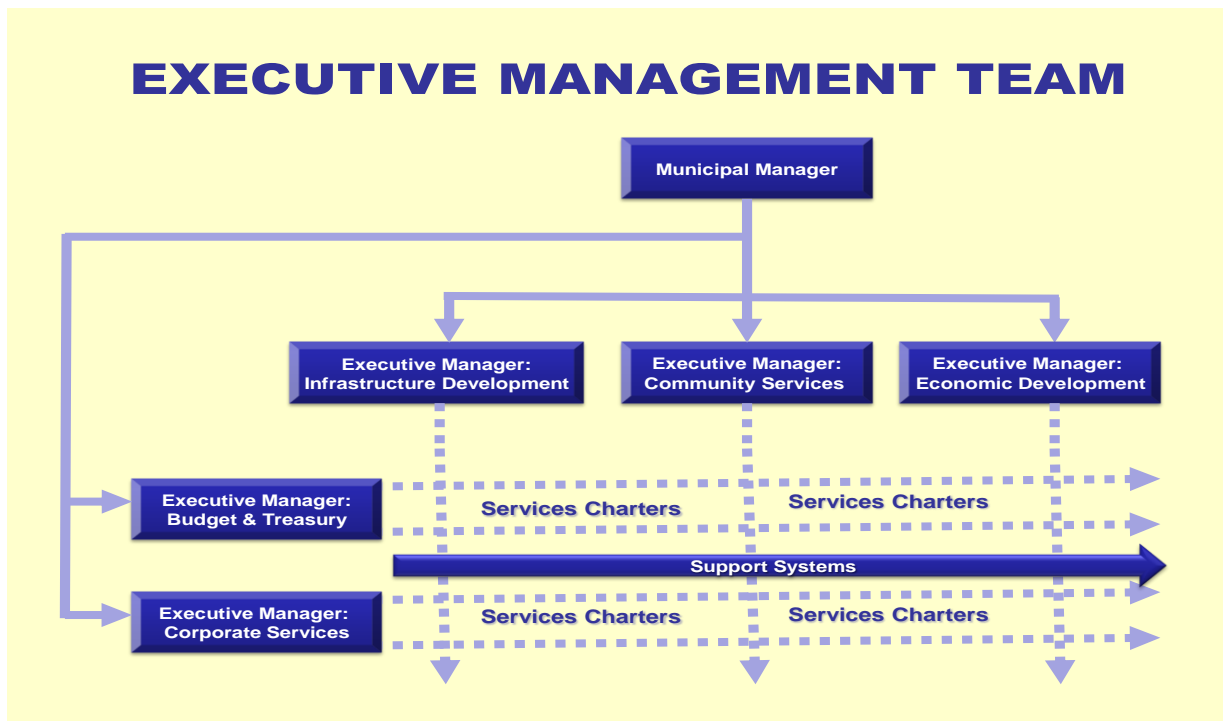 EXECUTIVE MANAGEMENT TEAM
Municipal Manager
Executive Manager:
Infrastructure Development
Executive Manager:
Community Services
Executive Manager:
Economic Development
Executive Manager:
Budget & Treasury
Services Charters
Services Charters
Support Systems
Executive Manager:
Corporate Services
Services Charters
Services Charters